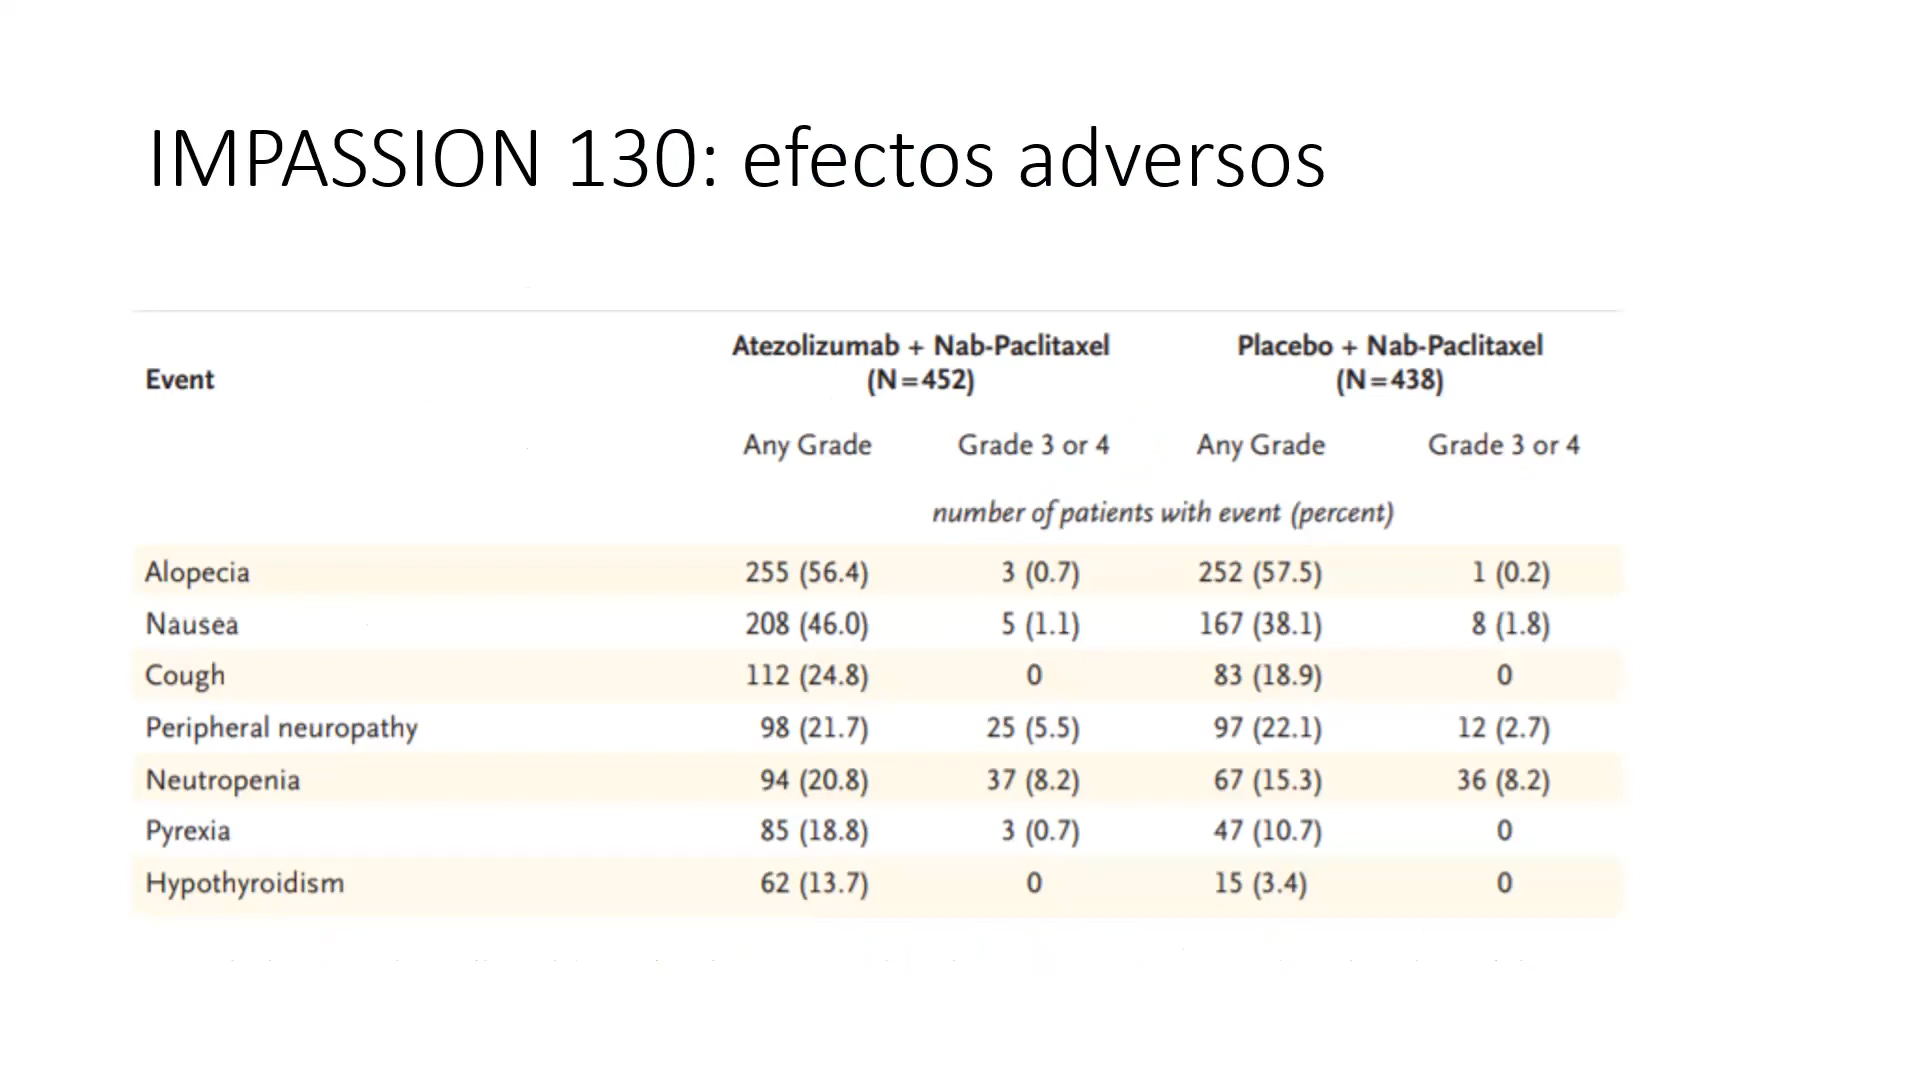 IMPASSION 130: efectos adversos
Event
Atezolizumab + Nab-Paclitaxel
(N=452)
Placebo + Nab-Paclitaxel
(N=438)
Any Grade Grade 3 or 4 Any Grade Grade 3 or 4
number of patients with event (percent)
Alopecia 255 (56.4) 3 (0.7) 252 (57.5) 1 (0.2)
Nausea 208 (46.0) 5 (1.1) 167 (38.1) 8 (1.8)
Cough 112 (24.8) 0 83 (18.9) 0
Peripheral neuropathy 98 (21.7) 25 (5.5) 97 (22.1) 12 (2.7)
Neutropenia 94 (20.8) 37 (8.2) 67 (15.3) 36 (8.2)
Pyrexia 85 (18.8) 3 (0.7) 47 (10.7) 0
Hypothyroidism 62 (13.7) 0 15 (3.4) 0